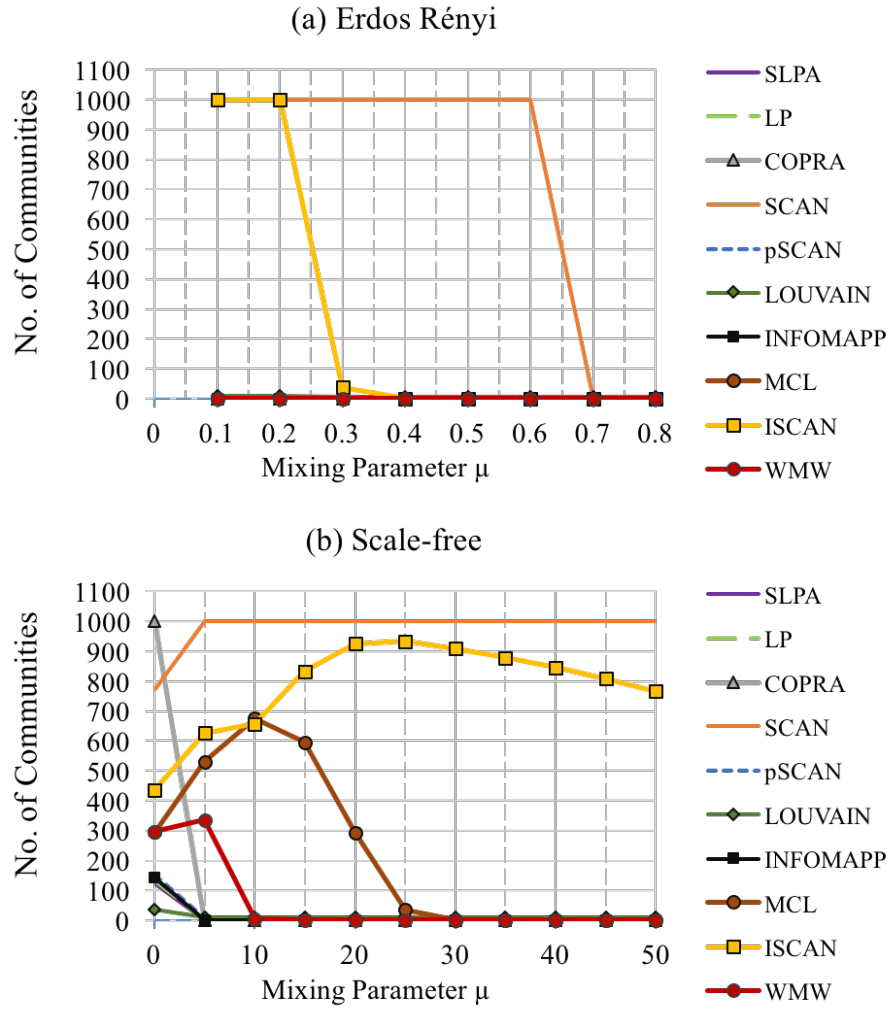 (a) Erdos Rényi
1100
1000
900
800
700
600
500
400
300
200
100
0
No. of Communities
0 0.1 0.2 0.3 0.4 0.5 0.6 0.7 0.8
Mixing Parameter μ
SLPA
LP
COPRA
SCAN
pSCAN
LOUVAIN
INFOMAPP
MCL
ISCAN
WMW
(b) Scale-free
1100
1000
900
800
700
600
500
400
300
200
100
0
No. of Communities
0 10 20 30 40 50
Mixing Parameter μ
SLPA
LP
COPRA
SCAN
pSCAN
LOUVAIN
INFOMAPP
MCL
ISCAN
WMW